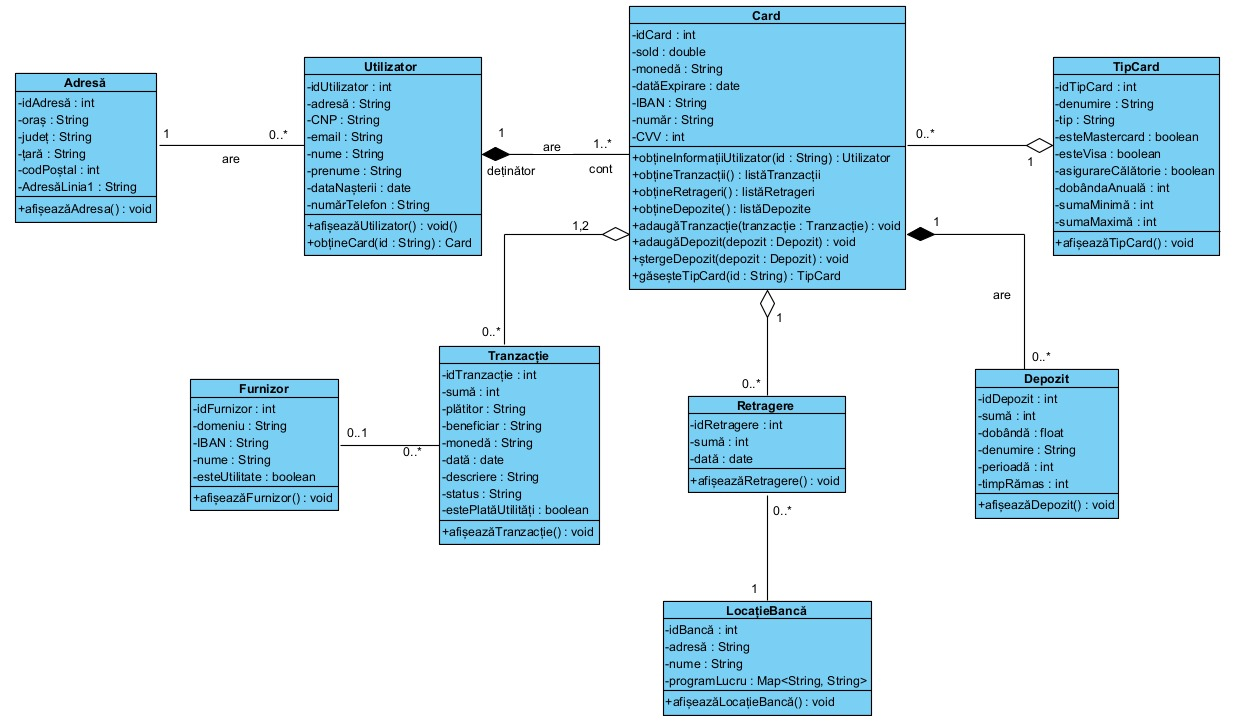 Card
-idCard : int
-sold : double
-monedă : String
-datăExpirare : date
-IBAN : String
-număr : String
-CVV : int
+obțineInformațiiUtilizator(id : String) : Utilizator
+obțineTranzacții() : listăTranzacții
+obțineRetrageri() : listăRetrageri
+obțineDepozite() : listăDepozite
+adaugăTranzacție(tranzacție : Tranzacție) : void
+adaugăDepozit(depozit : Depozit) : void
+ștergeDepozit(depozit : Depozit) : void
+găseșteTipCard(id : String) : TipCard
Adresă
-idAdresă : int
-oraș : String
-județ : String
-țară : String
-codPoștal : int
-AdresăLinia1 : String
+afișeazăAdresa() : void
1
0..*
are
Utilizator
-idUtilizator : int
-adresă : String
-CNP : String
-email : String
-nume : String
-prenume : String
-dataNașterii : date
-numărTelefon : String
+afișeazăUtilizator() : void()
+obțineCard(id : String) : Card
1
are
1..*
deținător
cont
TipCard
-idTipCard : int
-denumire : String
-tip : String
-esteMastercard : boolean
-esteVisa : boolean
-asigurareCălătorie : boolean
-dobândaAnuală : int
-sumaMinimă : int
-sumaMaximă : int
+afișeazăTipCard() : void
0..*
1
1,2
0..*
1
are
0..*
1
0..*
Tranzacție
-idTranzacție : int
-sumă : int
-plătitor : String
-beneficiar : String
-monedă : String
-dată : date
-descriere : String
-status : String
-estePlatăUtilități : boolean
+afișeazăTranzacție() : void
Furnizor
-idFurnizor : int
-domeniu : String
-IBAN : String
-nume : String
-esteUtilitate : boolean
+afișeazăFurnizor() : void
0..1
0..*
Retragere
-idRetragere : int
-sumă : int
-dată : date
+afișeazăRetragere() : void
Depozit
-idDepozit : int
-sumă : int
-dobândă : float
-denumire : String
-perioadă : int
-timpRămas : int
+afișeazăDepozit() : void
0..*
1
LocațieBancă
-idBancă : int
-adresă : String
-nume : String
-programLucru : Map<String, String>
+afișeazăLocațieBancă() : void